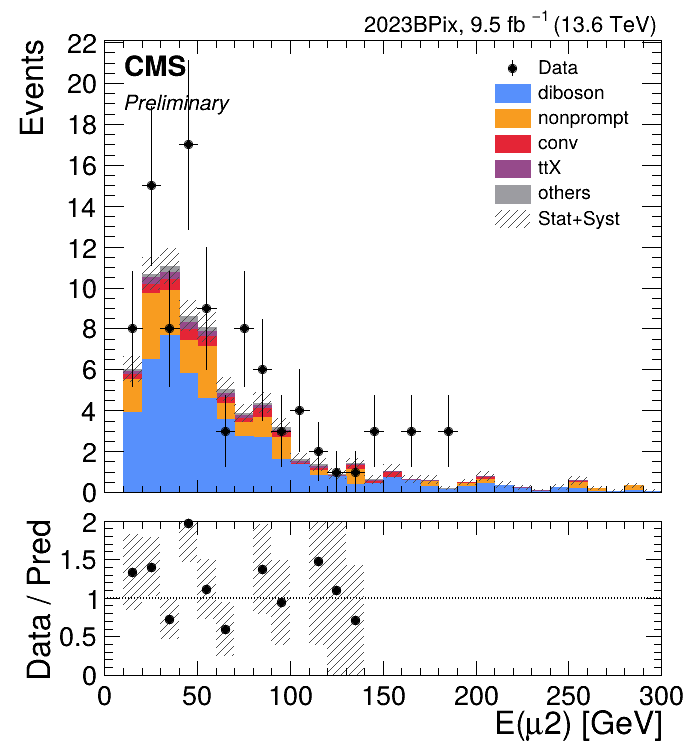 2023BPix, 9.5 fb⁻¹ (13.6 TeV)
CMS
Preliminary
Events
22
20
18
16
14
12
10
8
6
4
2
0
Data
diboson
nonprompt
conv
ttX
others
Stat+Syst
Data / Pred
2
1.5
1
0.5
0
0 50 100 150 200 250 300
E(μ2) [GeV]